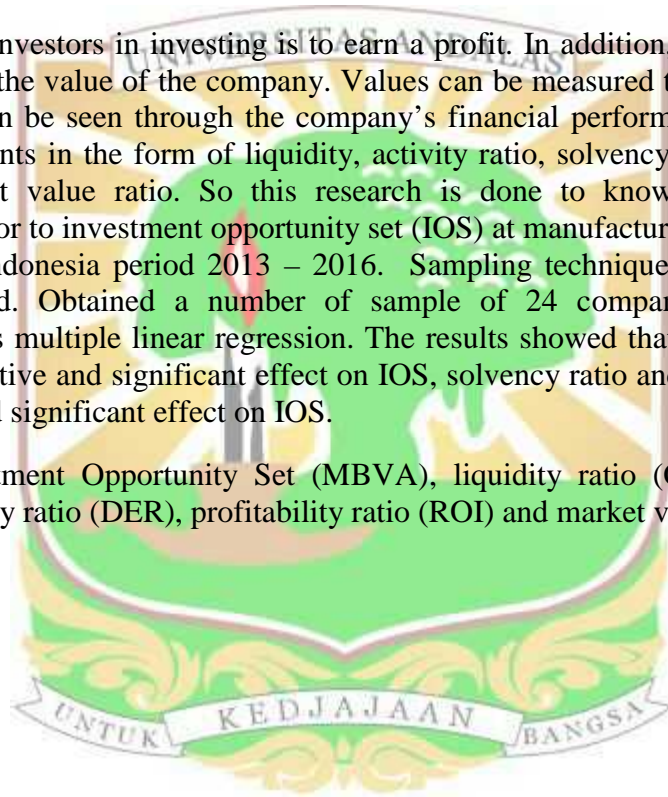 nvestors in investing is to earn a profit. In addition,
UNIVERSITAS ANDALAS
the value of the company. Values can be measured t
n be seen through the company's financial perform
nts in the form of liquidity, activity ratio, solvency
t value ratio. So this research is done to know
or to investment opportunity set (IOS) at manufactur
ndonesia period 2013 – 2016. Sampling technique
d. Obtained a number of sample of 24 compar
s multiple linear regression. The results showed that
tive and significant effect on IOS, solvency ratio and
l significant effect on IOS.
tment Opportunity Set (MBVA), liquidity ratio (C
y ratio (DER), profitability ratio (ROI) and market v
UNTUK KEDJAJAAN BANGSA